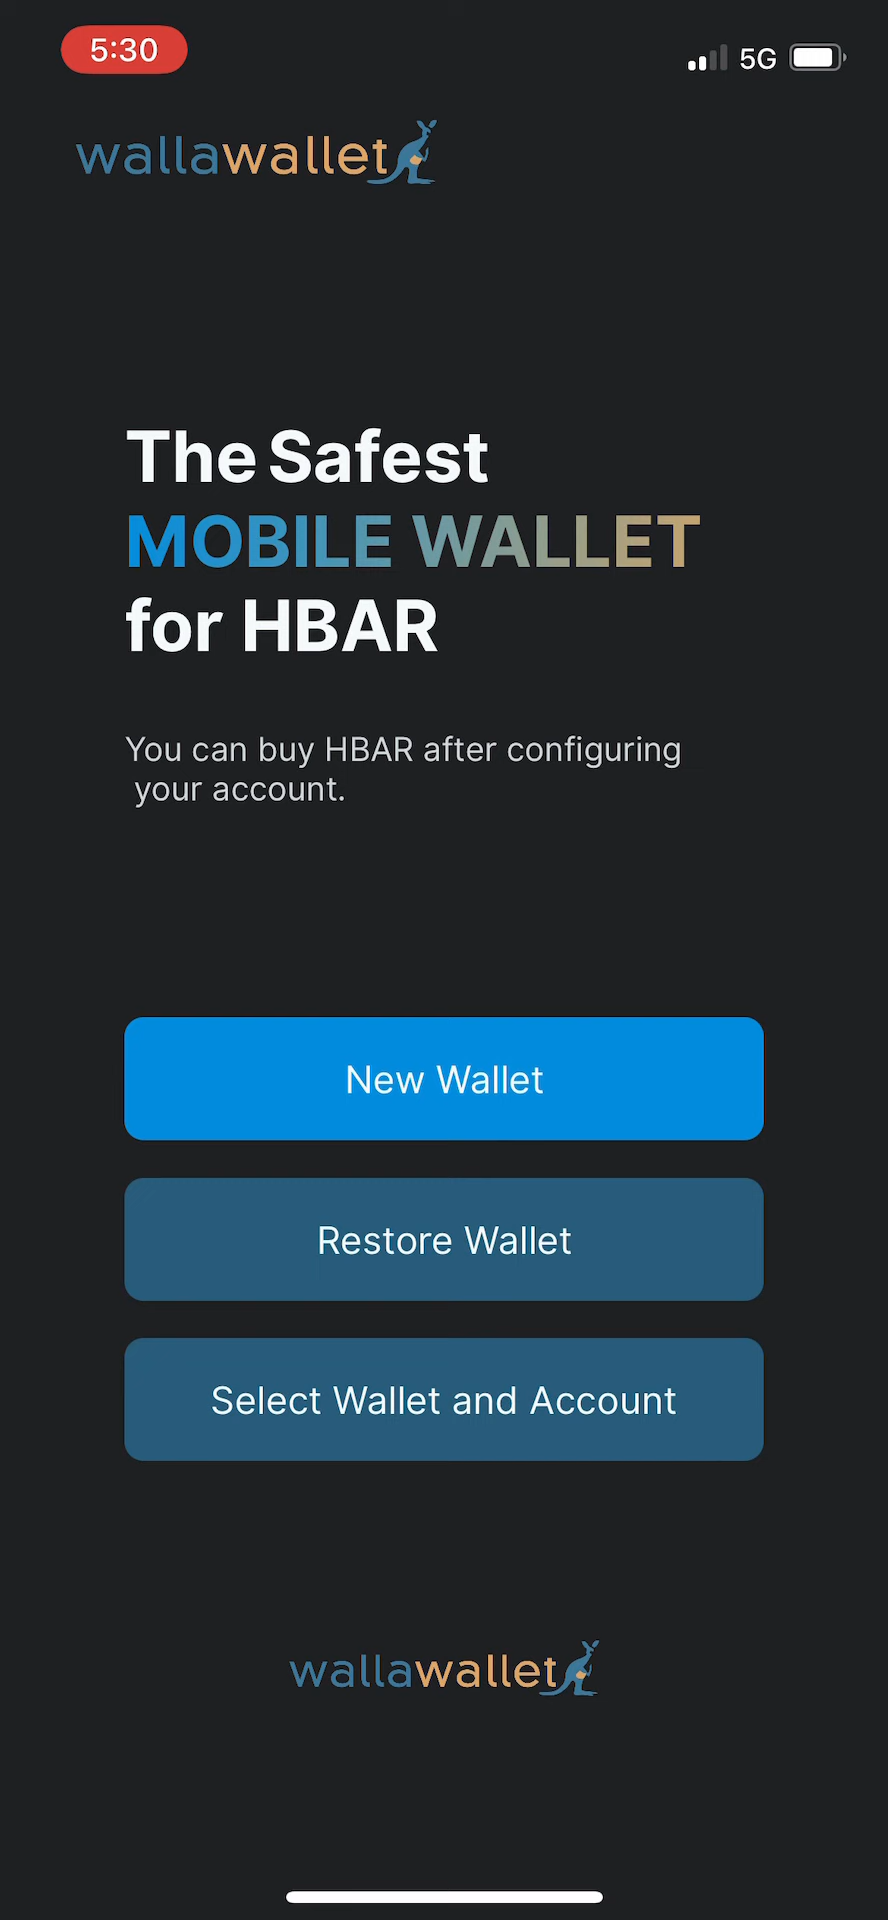 5:30
5G
wallawallet
The Safest
MOBILE WALLET
for HBAR
You can buy HBAR after configuring
your account.
New Wallet
Restore Wallet
Select Wallet and Account
wallawallet